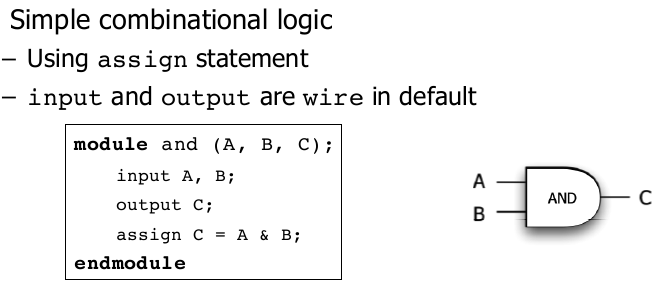 Simple combinational logic
– Using assign statement
– input and output are wire in default
module and (A, B, C);
input A, B;
output C;
assign C = A & B;
endmodule
A
B
AND
C